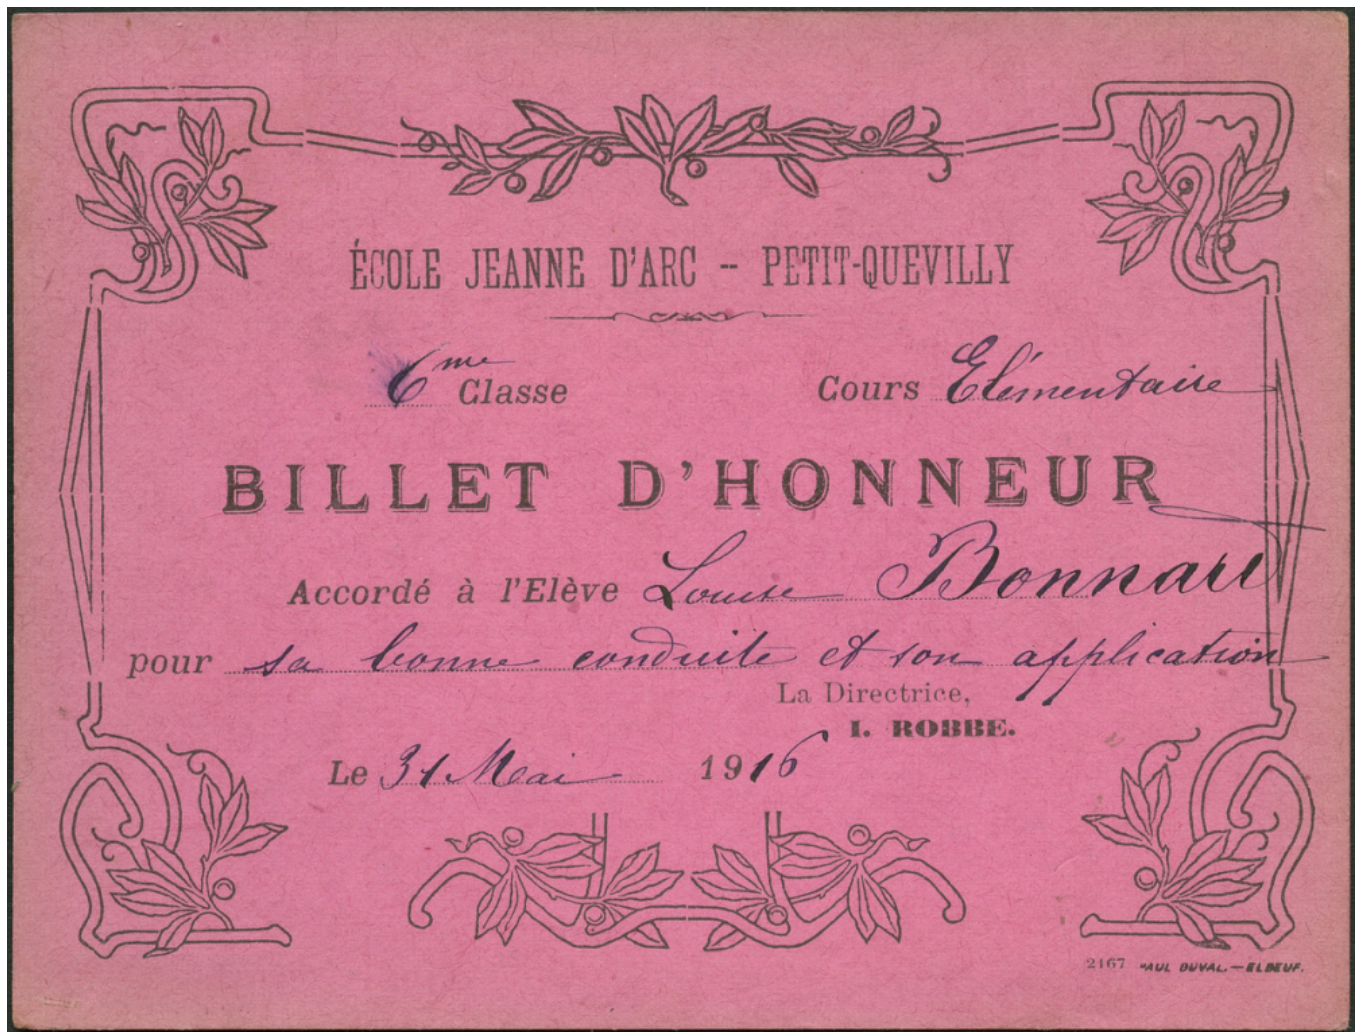 ÉCOLE JEANNE D'ARC -- PETIT-QUEVILLY
6me Classe Cours Elémentaire
BILLET D'HONNEUR
Accordé à l'Elève Louise Bonnart
pour sa bonne conduite et son application
La Directrice,
I. ROBBE.
Le 31 Mai 1916
2167 PAUL DUVAL.—ELBEUF.